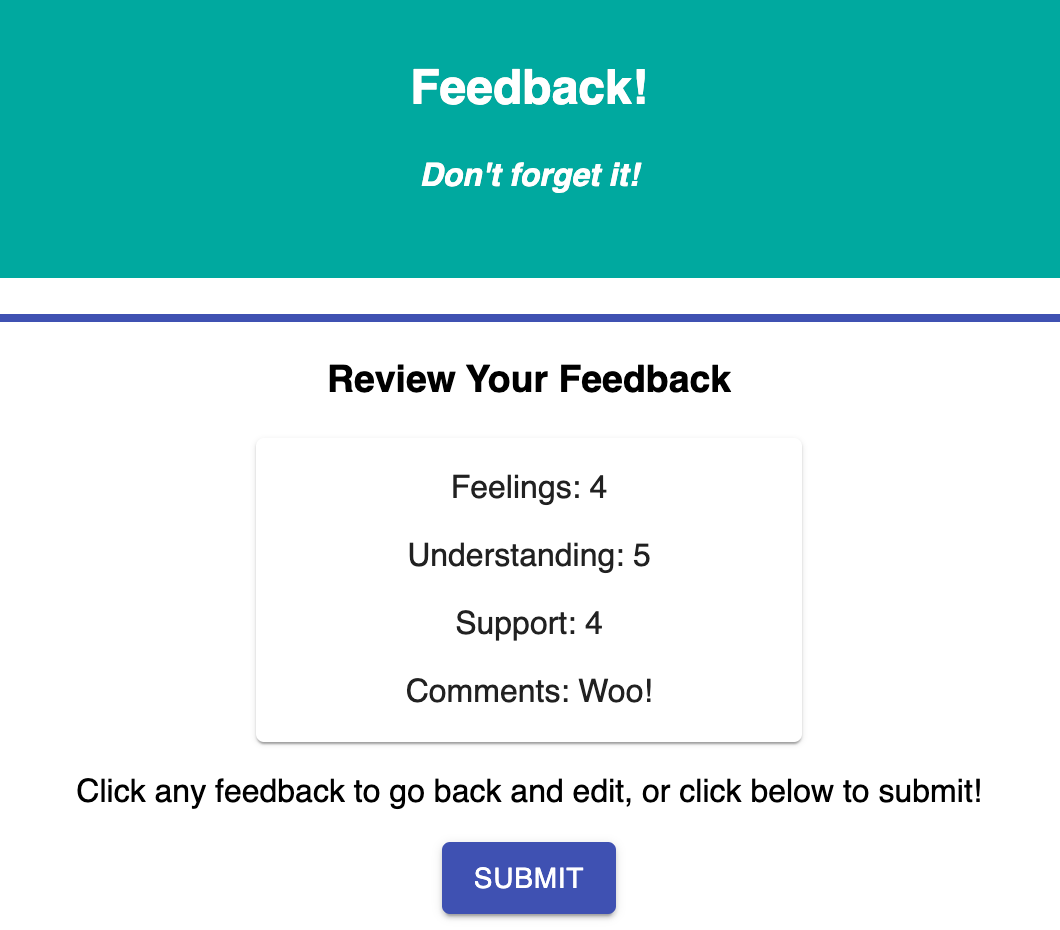 Feedback!
Don't forget it!
Review Your Feedback
Feelings: 4
Understanding: 5
Support: 4
Comments: Woo!
Click any feedback to go back and edit, or click below to submit!
SUBMIT